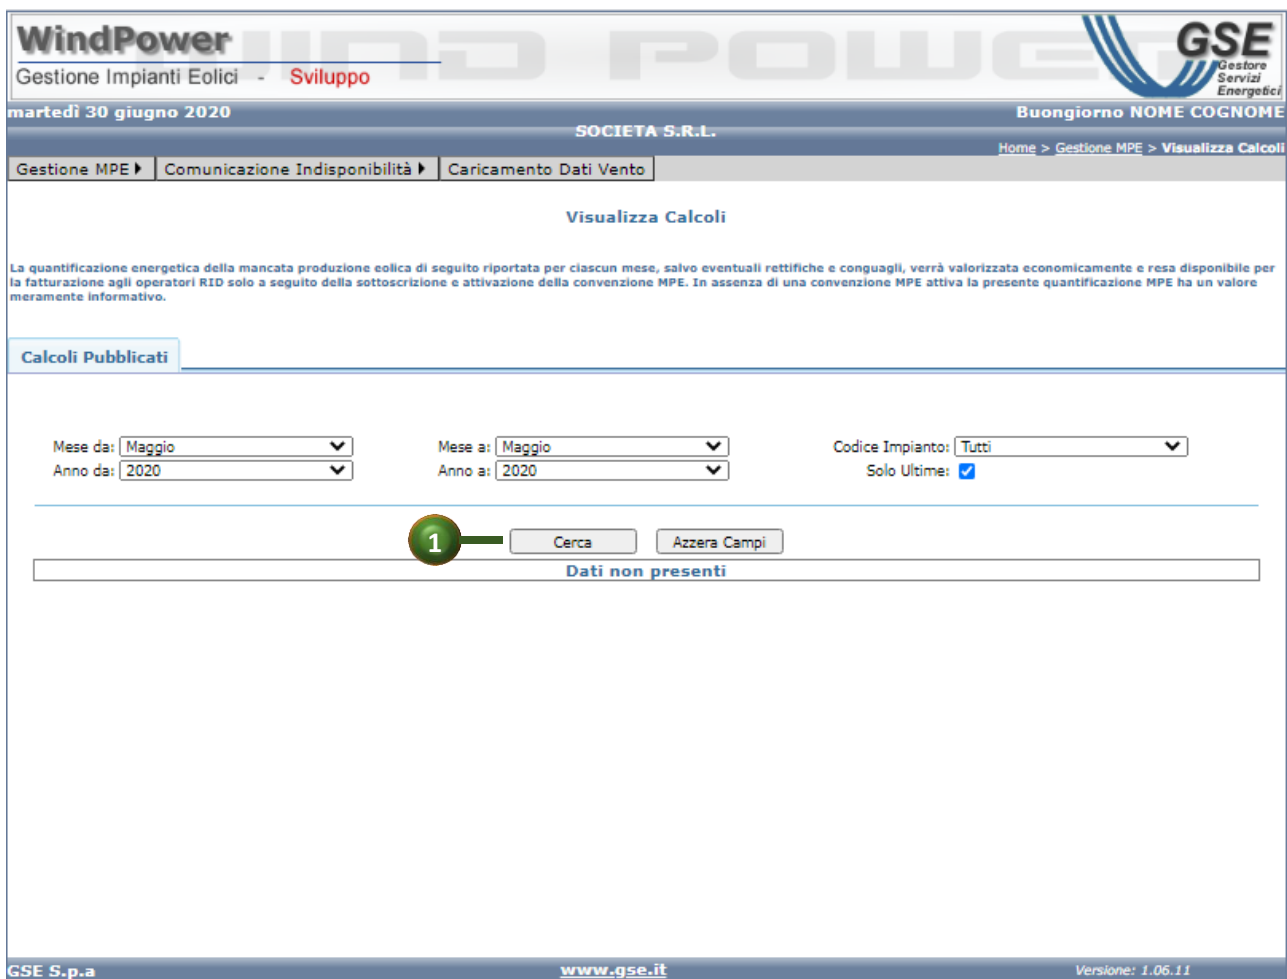 WindPower
WIND POWER
Gestione Impianti Eolici - Sviluppo
GSE
Gestore
Servizi
Energetici
martedì 30 giugno 2020
Buongiorno NOME COGNOME
SOCIETA S.R.L.
Home > Gestione MPE > Visualizza Calcoli
Gestione MPE Comunicazione Indisponibilità Caricamento Dati Vento
Visualizza Calcoli
La quantificazione energetica della mancata produzione eolica di seguito riportata per ciascun mese, salvo eventuali rettifiche e conguagli, verrà valorizzata economicamente e resa disponibile per
la fatturazione agli operatori RID solo a seguito della sottoscrizione e attivazione della convenzione MPE. In assenza di una convenzione MPE attiva la presente quantificazione MPE ha un valore
meramente informativo.
Calcoli Pubblicati
Mese da: Maggio Mese a: Maggio Codice Impianto: Tutti
Anno da: 2020 Anno a: 2020 Solo Ultime:
1 Cerca Azzera Campi
Dati non presenti
GSE S.p.a www.gse.it Versione: 1.06.11